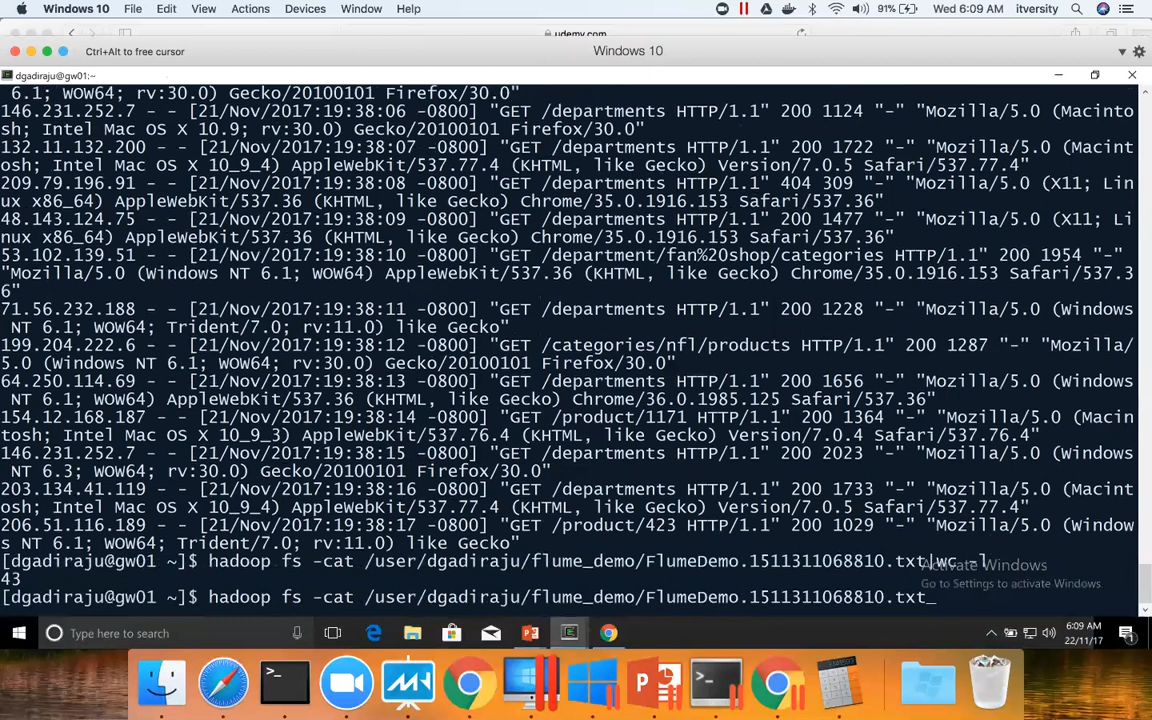 Windows 10 File Edit View Actions Devices Window Help 91% Wed 6:09 AM itversity
udemy.com
Ctrl+Alt to free cursor Windows 10
dgadiraju@gw01:~
6.1; WOW64; rv:30.0) Gecko/20100101 Firefox/30.0"
146.231.252.7 - - [21/Nov/2017:19:38:06 -0800] "GET /departments HTTP/1.1" 200 1124 "-" "Mozilla/5.0 (Macinto
sh; Intel Mac OS X 10.9; rv:30.0) Gecko/20100101 Firefox/30.0"
132.11.132.200 - - [21/Nov/2017:19:38:07 -0800] "GET /departments HTTP/1.1" 200 1722 "-" "Mozilla/5.0 (Macint
osh; Intel Mac OS X 10_9_4) AppleWebKit/537.77.4 (KHTML, like Gecko) Version/7.0.5 Safari/537.77.4"
209.79.196.91 - - [21/Nov/2017:19:38:08 -0800] "GET /departments HTTP/1.1" 404 309 "-" "Mozilla/5.0 (X11; Lin
ux x86_64) AppleWebKit/537.36 (KHTML, like Gecko) Chrome/35.0.1916.153 Safari/537.36"
48.143.124.75 - - [21/Nov/2017:19:38:09 -0800] "GET /departments HTTP/1.1" 200 1477 "-" "Mozilla/5.0 (X11; Li
nux x86_64) AppleWebKit/537.36 (KHTML, like Gecko) Chrome/35.0.1916.153 Safari/537.36"
53.102.139.51 - - [21/Nov/2017:19:38:10 -0800] "GET /department/fan%20shop/categories HTTP/1.1" 200 1954 "-"
"Mozilla/5.0 (Windows NT 6.1; WOW64) AppleWebKit/537.36 (KHTML, like Gecko) Chrome/35.0.1916.153 Safari/537.3
6"
71.56.232.188 - - [21/Nov/2017:19:38:11 -0800] "GET /departments HTTP/1.1" 200 1228 "-" "Mozilla/5.0 (Windows
NT 6.1; WOW64; Trident/7.0; rv:11.0) like Gecko"
199.204.222.6 - - [21/Nov/2017:19:38:12 -0800] "GET /categories/nfl/products HTTP/1.1" 200 1287 "-" "Mozilla/
5.0 (Windows NT 6.1; WOW64; rv:30.0) Gecko/20100101 Firefox/30.0"
64.250.114.69 - - [21/Nov/2017:19:38:13 -0800] "GET /departments HTTP/1.1" 200 1656 "-" "Mozilla/5.0 (Windows
NT 6.1; WOW64) AppleWebKit/537.36 (KHTML, like Gecko) Chrome/36.0.1985.125 Safari/537.36"
154.12.168.187 - - [21/Nov/2017:19:38:14 -0800] "GET /product/1171 HTTP/1.1" 200 1364 "-" "Mozilla/5.0 (Macin
tosh; Intel Mac OS X 10_9_3) AppleWebKit/537.76.4 (KHTML, like Gecko) Version/7.0.4 Safari/537.76.4"
146.231.252.7 - - [21/Nov/2017:19:38:15 -0800] "GET /departments HTTP/1.1" 200 2023 "-" "Mozilla/5.0 (Windows
NT 6.3; WOW64; rv:30.0) Gecko/20100101 Firefox/30.0"
203.134.41.119 - - [21/Nov/2017:19:38:16 -0800] "GET /departments HTTP/1.1" 200 1733 "-" "Mozilla/5.0 (Macint
osh; Intel Mac OS X 10_9_4) AppleWebKit/537.77.4 (KHTML, like Gecko) Version/7.0.5 Safari/537.77.4"
206.51.116.189 - - [21/Nov/2017:19:38:17 -0800] "GET /product/423 HTTP/1.1" 200 1029 "-" "Mozilla/5.0 (Window
s NT 6.1; WOW64; Trident/7.0; rv:11.0) like Gecko"
[dgadiraju@gw01 ~]$ hadoop fs -cat /user/dgadiraju/flume_demo/FlumeDemo.1511311068810.txt|wc -l
Activate Windows
43
Go to Settings to activate Windows.
[dgadiraju@gw01 ~]$ hadoop fs -cat /user/dgadiraju/flume_demo/FlumeDemo.1511311068810.txt_
Type here to search
6:09 AM
22/11/17